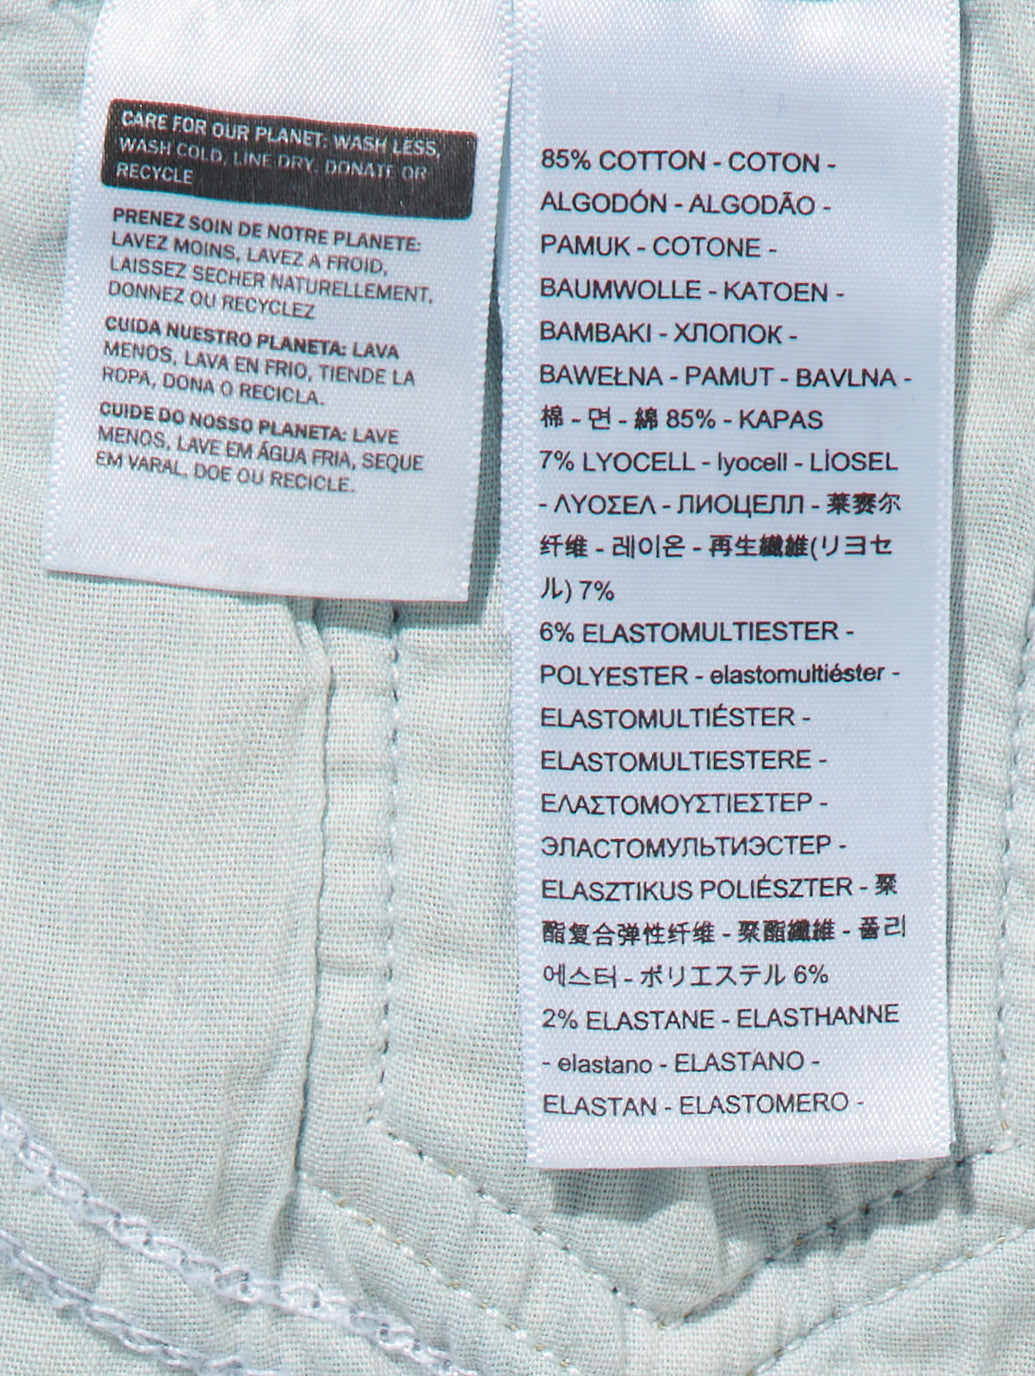 CARE FOR OUR PLANET: WASH LESS,
WASH COLD, LINE DRY, DONATE OR
RECYCLE
PRENEZ SOIN DE NOTRE PLANETE:
LAVEZ MOINS, LAVEZ A FROID,
LAISSEZ SECHER NATURELLEMENT,
DONNEZ OU RECYCLEZ
CUIDA NUESTRO PLANETA: LAVA
MENOS, LAVA EN FRIO, TIENDE LA
ROPA, DONA O RECICLA.
CUIDE DO NOSSO PLANETA: LAVE
MENOS, LAVE EM ÁGUA FRIA, SEQUE
EM VARAL, DOE OU RECICLE.
85% COTTON - COTON -
ALGODÓN - ALGODÃO -
PAMUK - COTONE -
BAUMWOLLE - KATOEN -
BAMBAKI - ХЛОПОК -
BAWEŁNA - PAMUT - BAVLNA -
棉 - 면 - 綿 85% - KAPAS
7% LYOCELL - lyocell - LİOSEL
- ΛΥΟΣΕΛ - ЛИОЦЕЛЛ - 莱赛尔
纤维 - 레이온 - 再生繊維(リヨセ
ル) 7%
6% ELASTOMULTIESTER -
POLYESTER - elastomultiéster -
ELASTOMULTIÉSTER -
ELASTOMULTIESTERE -
ΕΛΑΣΤΟΜΟΥΣΤΙΕΣΤΕΡ -
ЭЛАСТОМУЛЬТИЭСТЕР -
ELASZTIKUS POLIÉSZTER - 聚
酯复合弹性纤维 - 聚酯纖維 - 폴리
에스터 - ポリエステル 6%
2% ELASTANE - ELASTHANNE
- elastano - ELASTANO -
ELASTAN - ELASTOMERO -